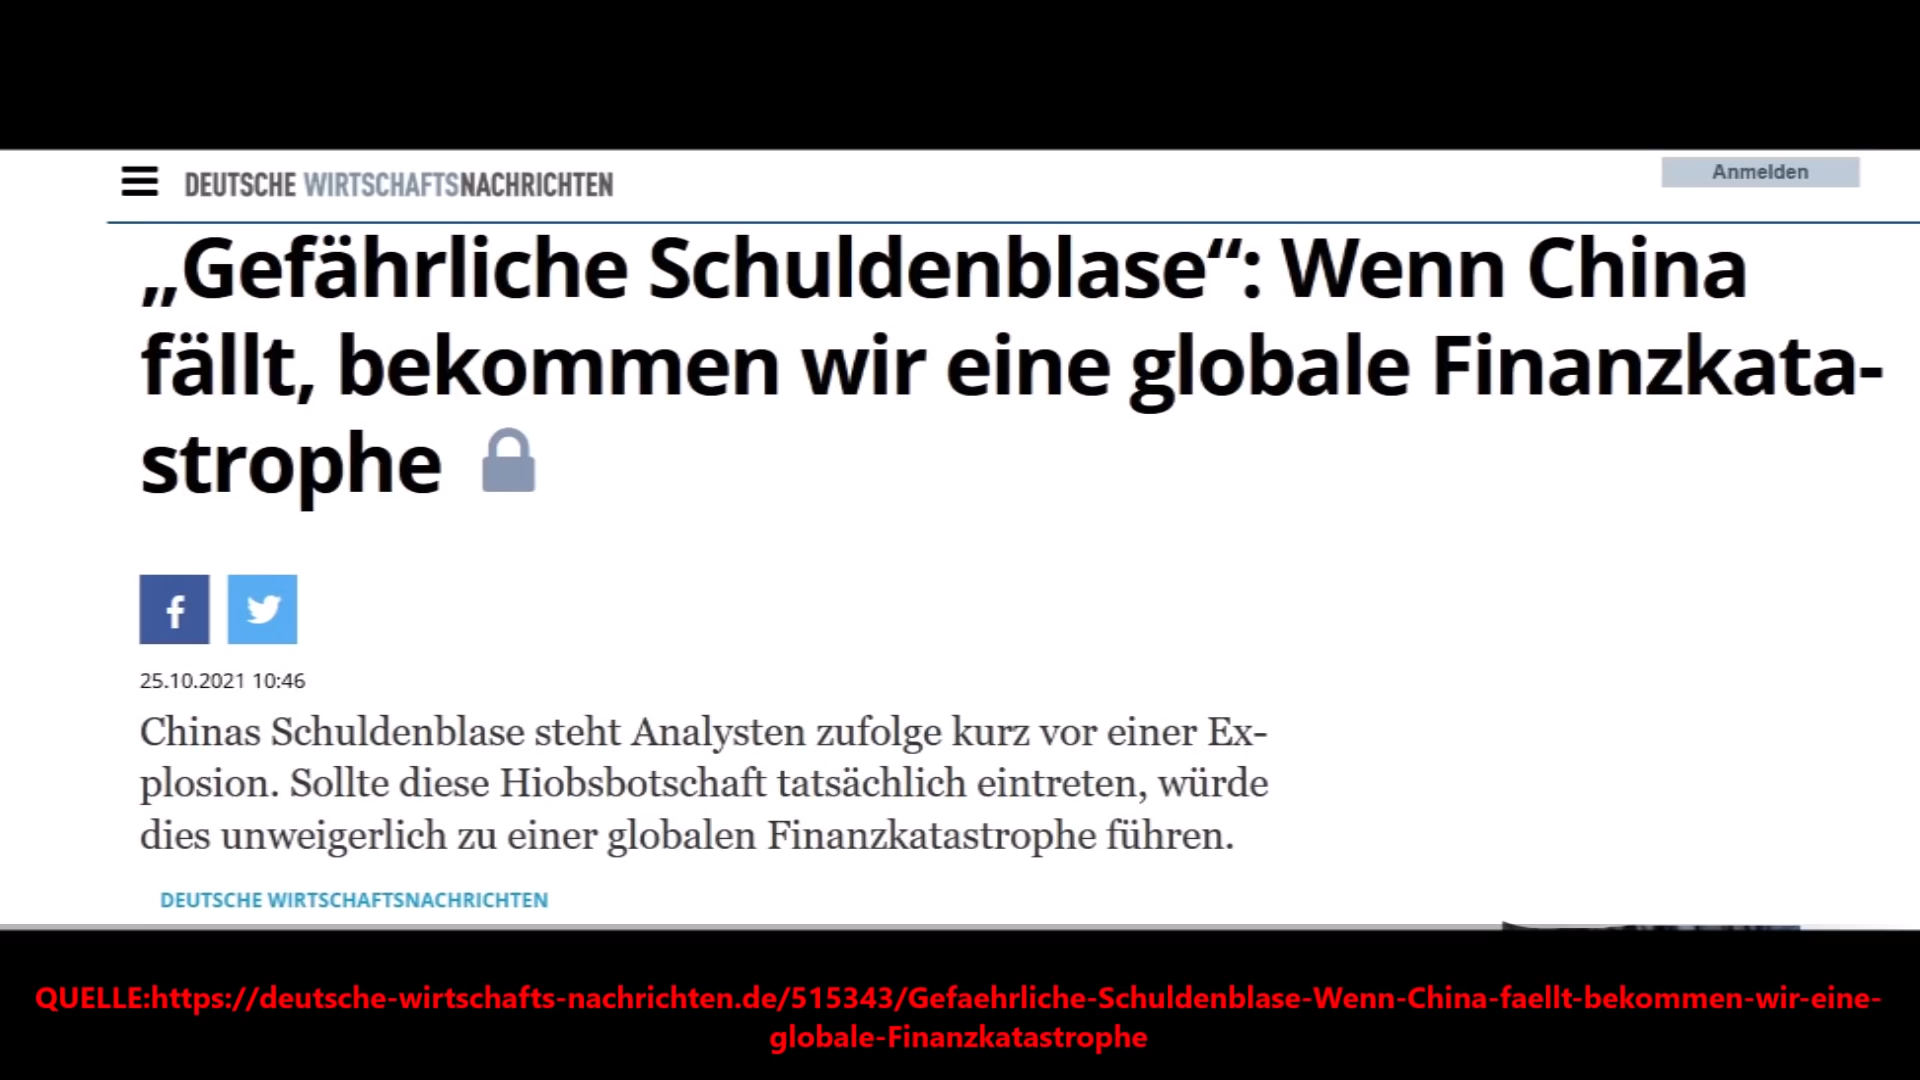 DEUTSCHE WIRTSCHAFTSNACHRICHTEN
Anmelden
„Gefährliche Schuldenblase“: Wenn China
fällt, bekommen wir eine globale Finanzkata-
strophe
25.10.2021 10:46
Chinas Schuldenblase steht Analysten zufolge kurz vor einer Ex-
plosion. Sollte diese Hiobsbotschaft tatsächlich eintreten, würde
dies unweigerlich zu einer globalen Finanzkatastrophe führen.
DEUTSCHE WIRTSCHAFTSNACHRICHTEN
QUELLE:https://deutsche-wirtschafts-nachrichten.de/515343/Gefaehrliche-Schuldenblase-Wenn-China-faellt-bekommen-wir-eine-
globale-Finanzkatastrophe